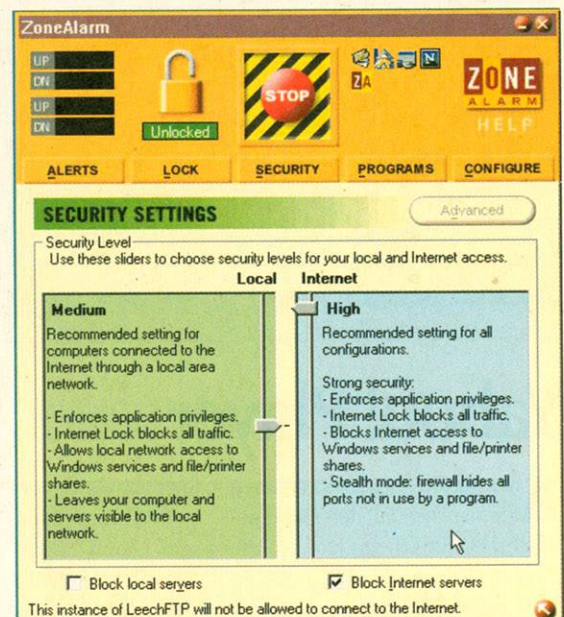 ZoneAlarm
UP
DN
UP
DN
Unlocked
STOP
N
ZA
ZONE
ALARM
HELP
ALERTS
LOCK
SECURITY
PROGRAMS
CONFIGURE
SECURITY SETTINGS
Advanced
Security Level
Use these sliders to choose security levels for your local and Internet access.
Local
Internet
Medium
Recommended setting for
computers connected to the
Internet through a local area
network.
- Enforces application privileges.
- Internet Lock blocks all traffic.
- Allows local network access to
Windows services and file/printer
shares.
- Leaves your computer and
servers visible to the local
network.
High
Recommended setting for all
configurations.
Strong security:
- Enforces application privileges.
- Internet Lock blocks all traffic.
- Blocks Internet access to
Windows services and file/printer
shares.
- Stealth mode: firewall hides all
ports not in use by a program.
Block local servers
Block Internet servers
This instance of LeechFTP will not be allowed to connect to the Internet.